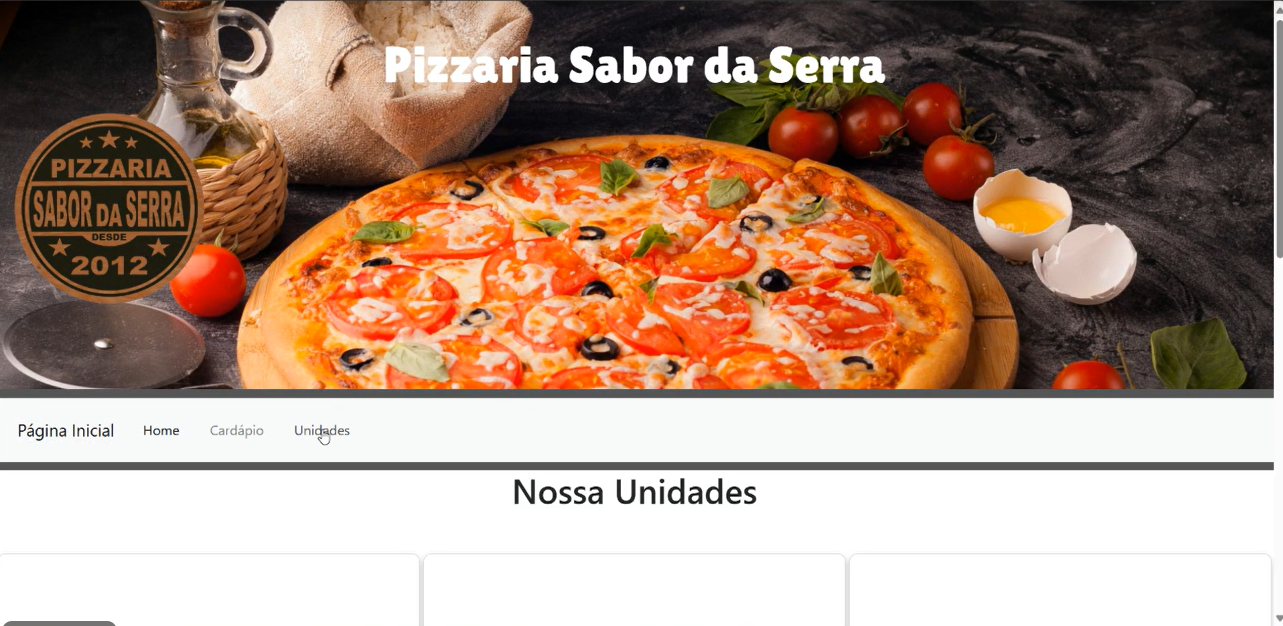 Pizzaria Sabor da Serra
PIZZARIA
SABOR DA SERRA
DESDE
2012
Página Inicial Home Cardápio Unidades
Nossa Unidades